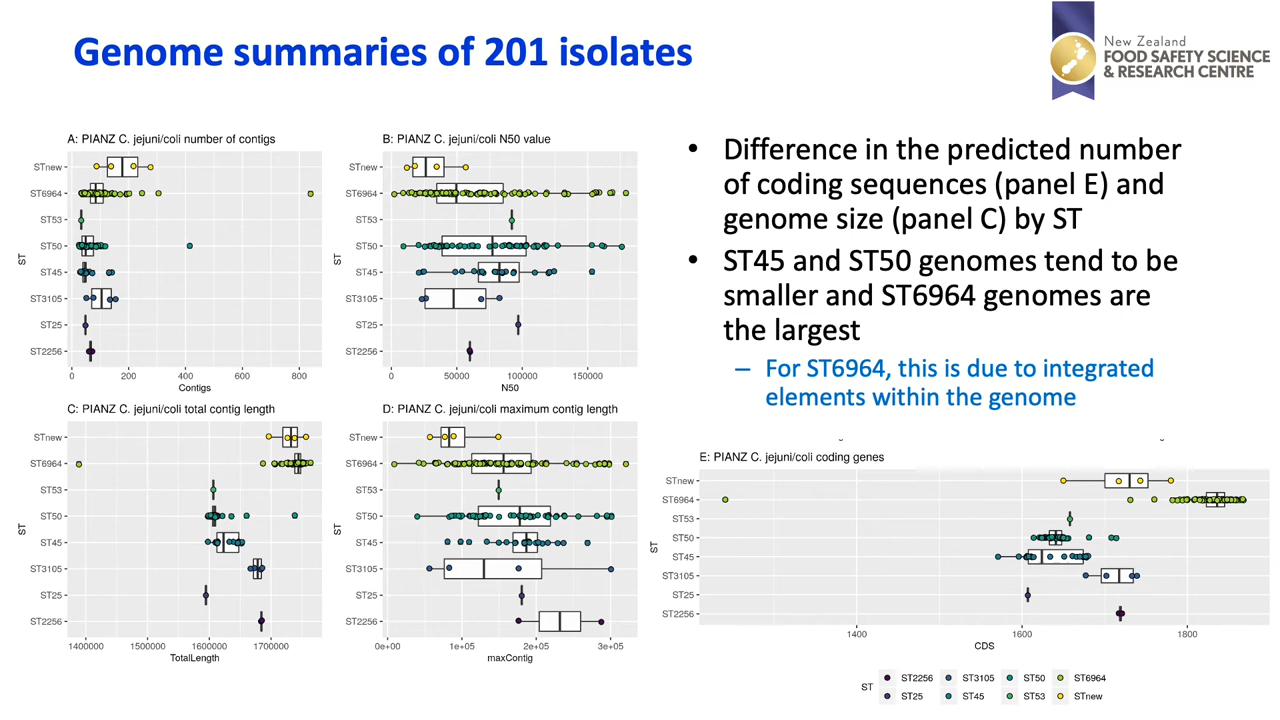 Genome summaries of 201 isolates
New Zealand
FOOD SAFETY SCIENCE
& RESEARCH CENTRE
A: PIANZ C. jejuni/coli number of contigs
STnew
ST6964
ST53
ST50
ST45
ST3105
ST25
ST2256
ST
0 200 400 600 800
Contigs
B: PIANZ C. jejuni/coli N50 value
STnew
ST6964
ST53
ST50
ST45
ST3105
ST25
ST2256
ST
0 50000 100000 150000
N50
C: PIANZ C. jejuni/coli total contig length
STnew
ST6964
ST53
ST50
ST45
ST3105
ST25
ST2256
ST
1400000 1500000 1600000 1700000
TotalLength
D: PIANZ C. jejuni/coli maximum contig length
STnew
ST6964
ST53
ST50
ST45
ST3105
ST25
ST2256
ST
0e+00 1e+05 2e+05 3e+05
maxContig
• Difference in the predicted number
of coding sequences (panel E) and
genome size (panel C) by ST
• ST45 and ST50 genomes tend to be
smaller and ST6964 genomes are
the largest
– For ST6964, this is due to integrated
elements within the genome
E: PIANZ C. jejuni/coli coding genes
STnew
ST6964
ST53
ST50
ST45
ST3105
ST25
ST2256
ST
1400 1600 1800
CDS
ST
ST2256 ST3105 ST50 ST6964
ST25 ST45 ST53 STnew